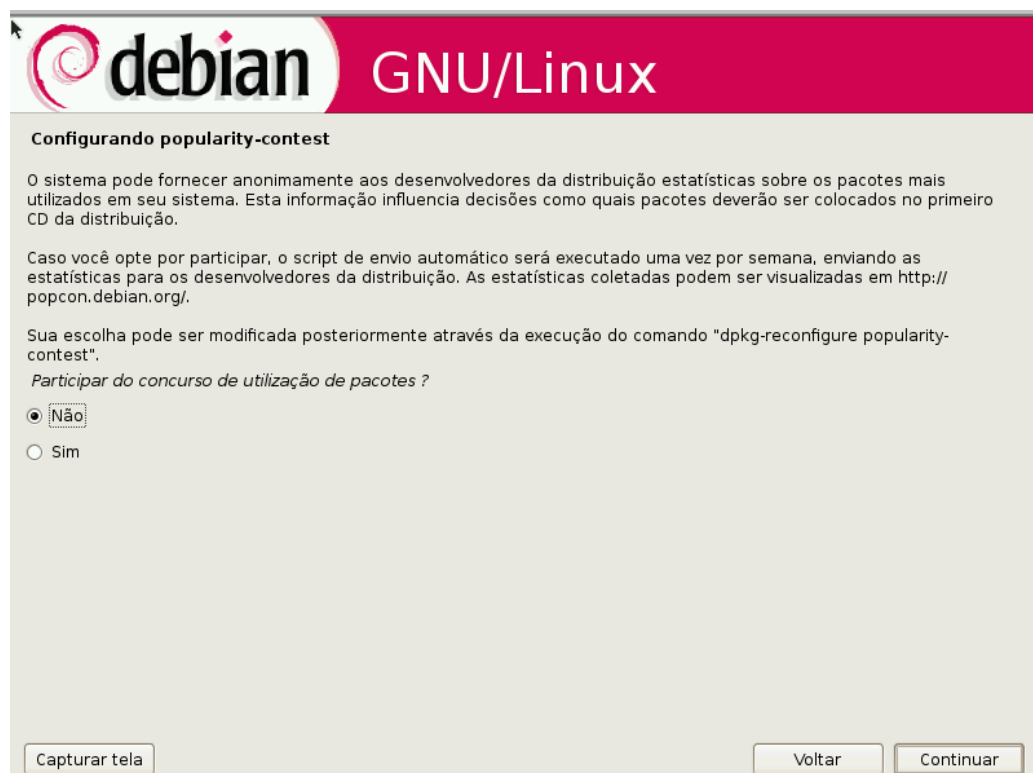 debian GNU/Linux
Configurando popularity-contest
O sistema pode fornecer anonimamente aos desenvolvedores da distribuição estatísticas sobre os pacotes mais
utilizados em seu sistema. Esta informação influencia decisões como quais pacotes deverão ser colocados no primeiro
CD da distribuição.
Caso você opte por participar, o script de envio automático será executado uma vez por semana, enviando as
estatísticas para os desenvolvedores da distribuição. As estatísticas coletadas podem ser visualizadas em http://
popcon.debian.org/.
Sua escolha pode ser modificada posteriormente através da execução do comando "dpkg-reconfigure popularity-
contest".
Participar do concurso de utilização de pacotes ?
Não
Sim
Capturar tela Voltar Continuar